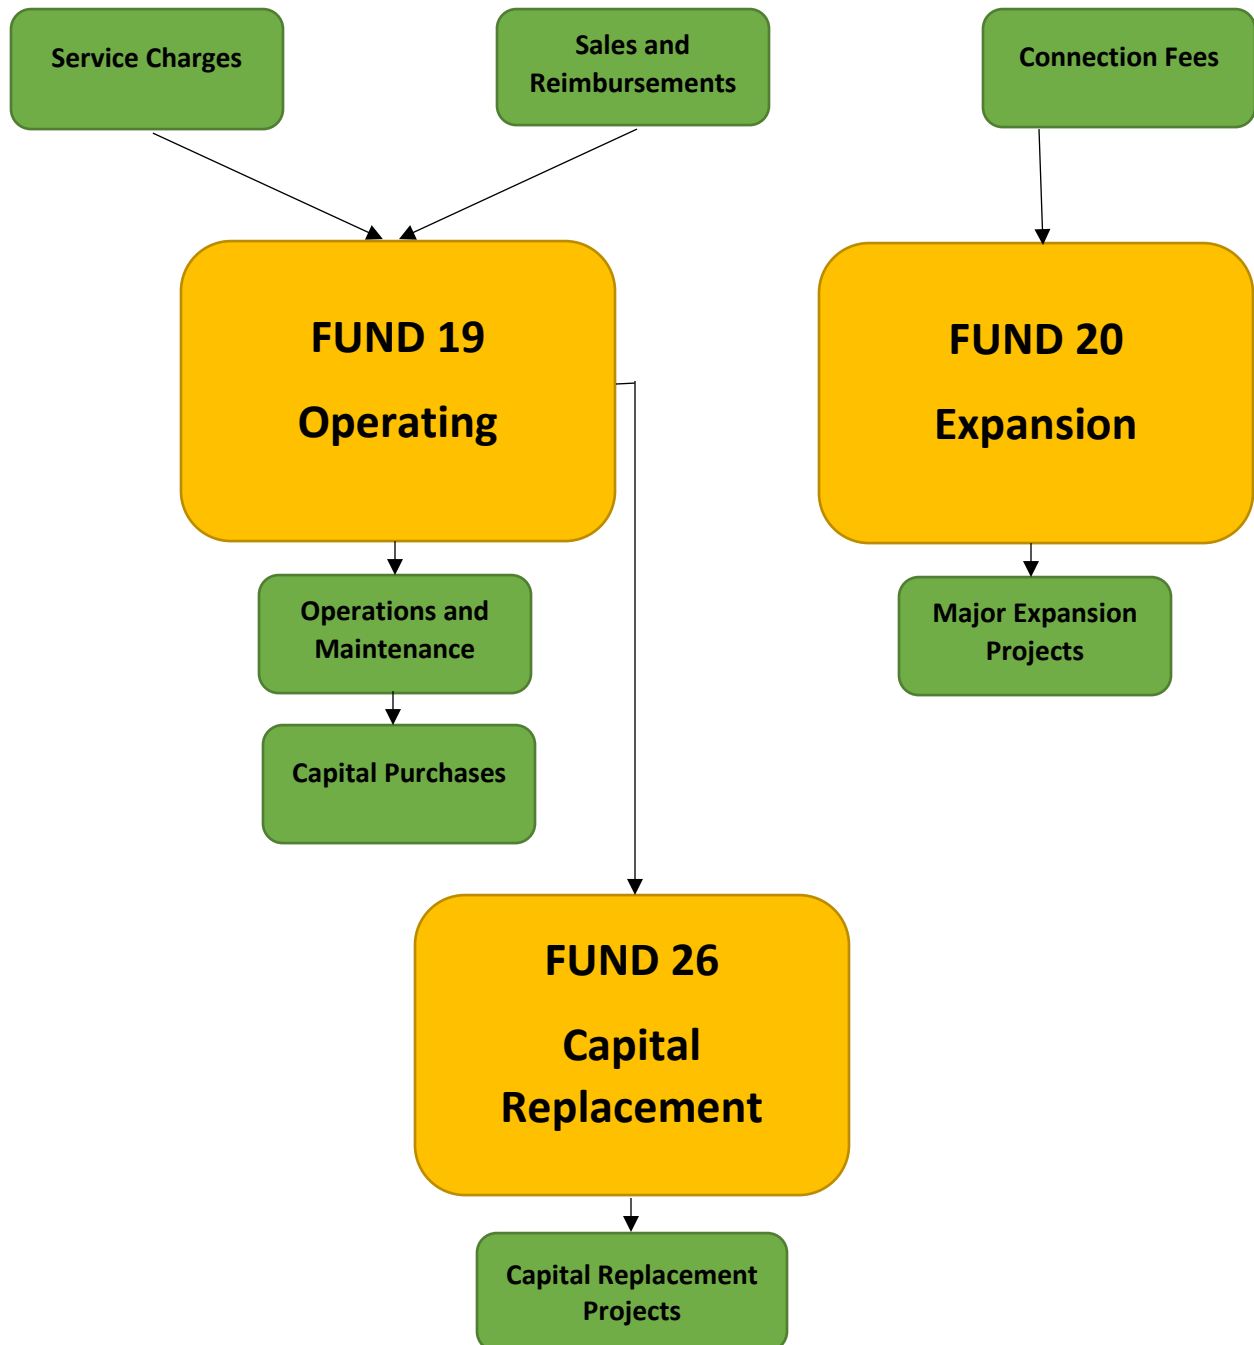 Service Charges
Sales and
Reimbursements
Connection Fees
FUND 19
Operating
FUND 20
Expansion
Operations and
Maintenance
Major Expansion
Projects
Capital Purchases
FUND 26
Capital
Replacement
Capital Replacement
Projects